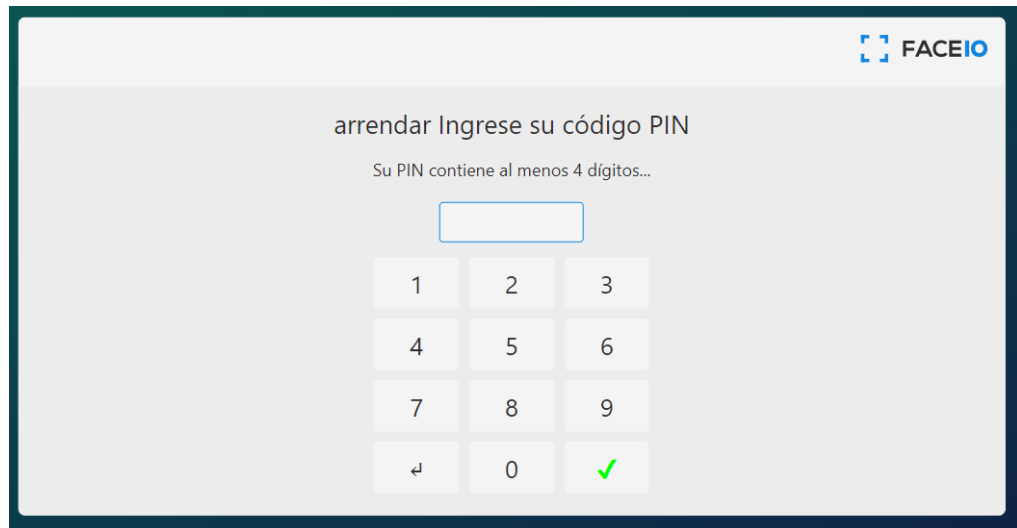 FACEIO
arrendar Ingrese su código PIN
Su PIN contiene al menos 4 dígitos...
1 2 3
4 5 6
7 8 9
↵ 0 ✓